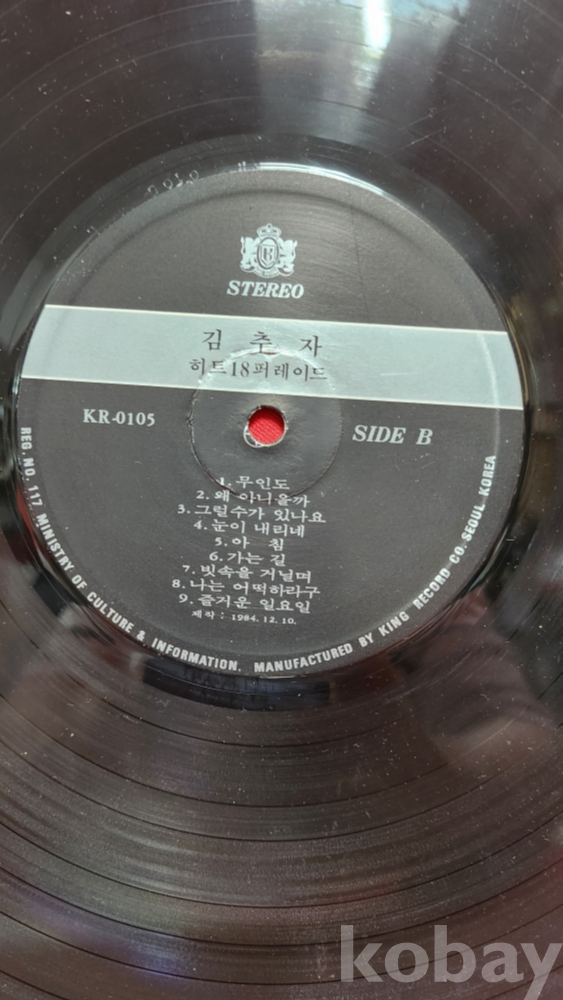 STEREO
김 추 자
히트18퍼레이드
KR-0105
SIDE B
1. 무인도
2. 왜 아니올까
3. 그럴수가 있나요
4. 눈이 내리네
5. 아 침
6. 가는 길
7. 빗속을 거닐며
8. 나는 어떡하라구
9. 즐거운 일요일
제작 : 1984. 12. 10.
REG. NO. 117 MINISTRY OF CULTURE & INFORMATION. MANUFACTURED BY KING RECORD CO. SEOUL KOREA
kobay